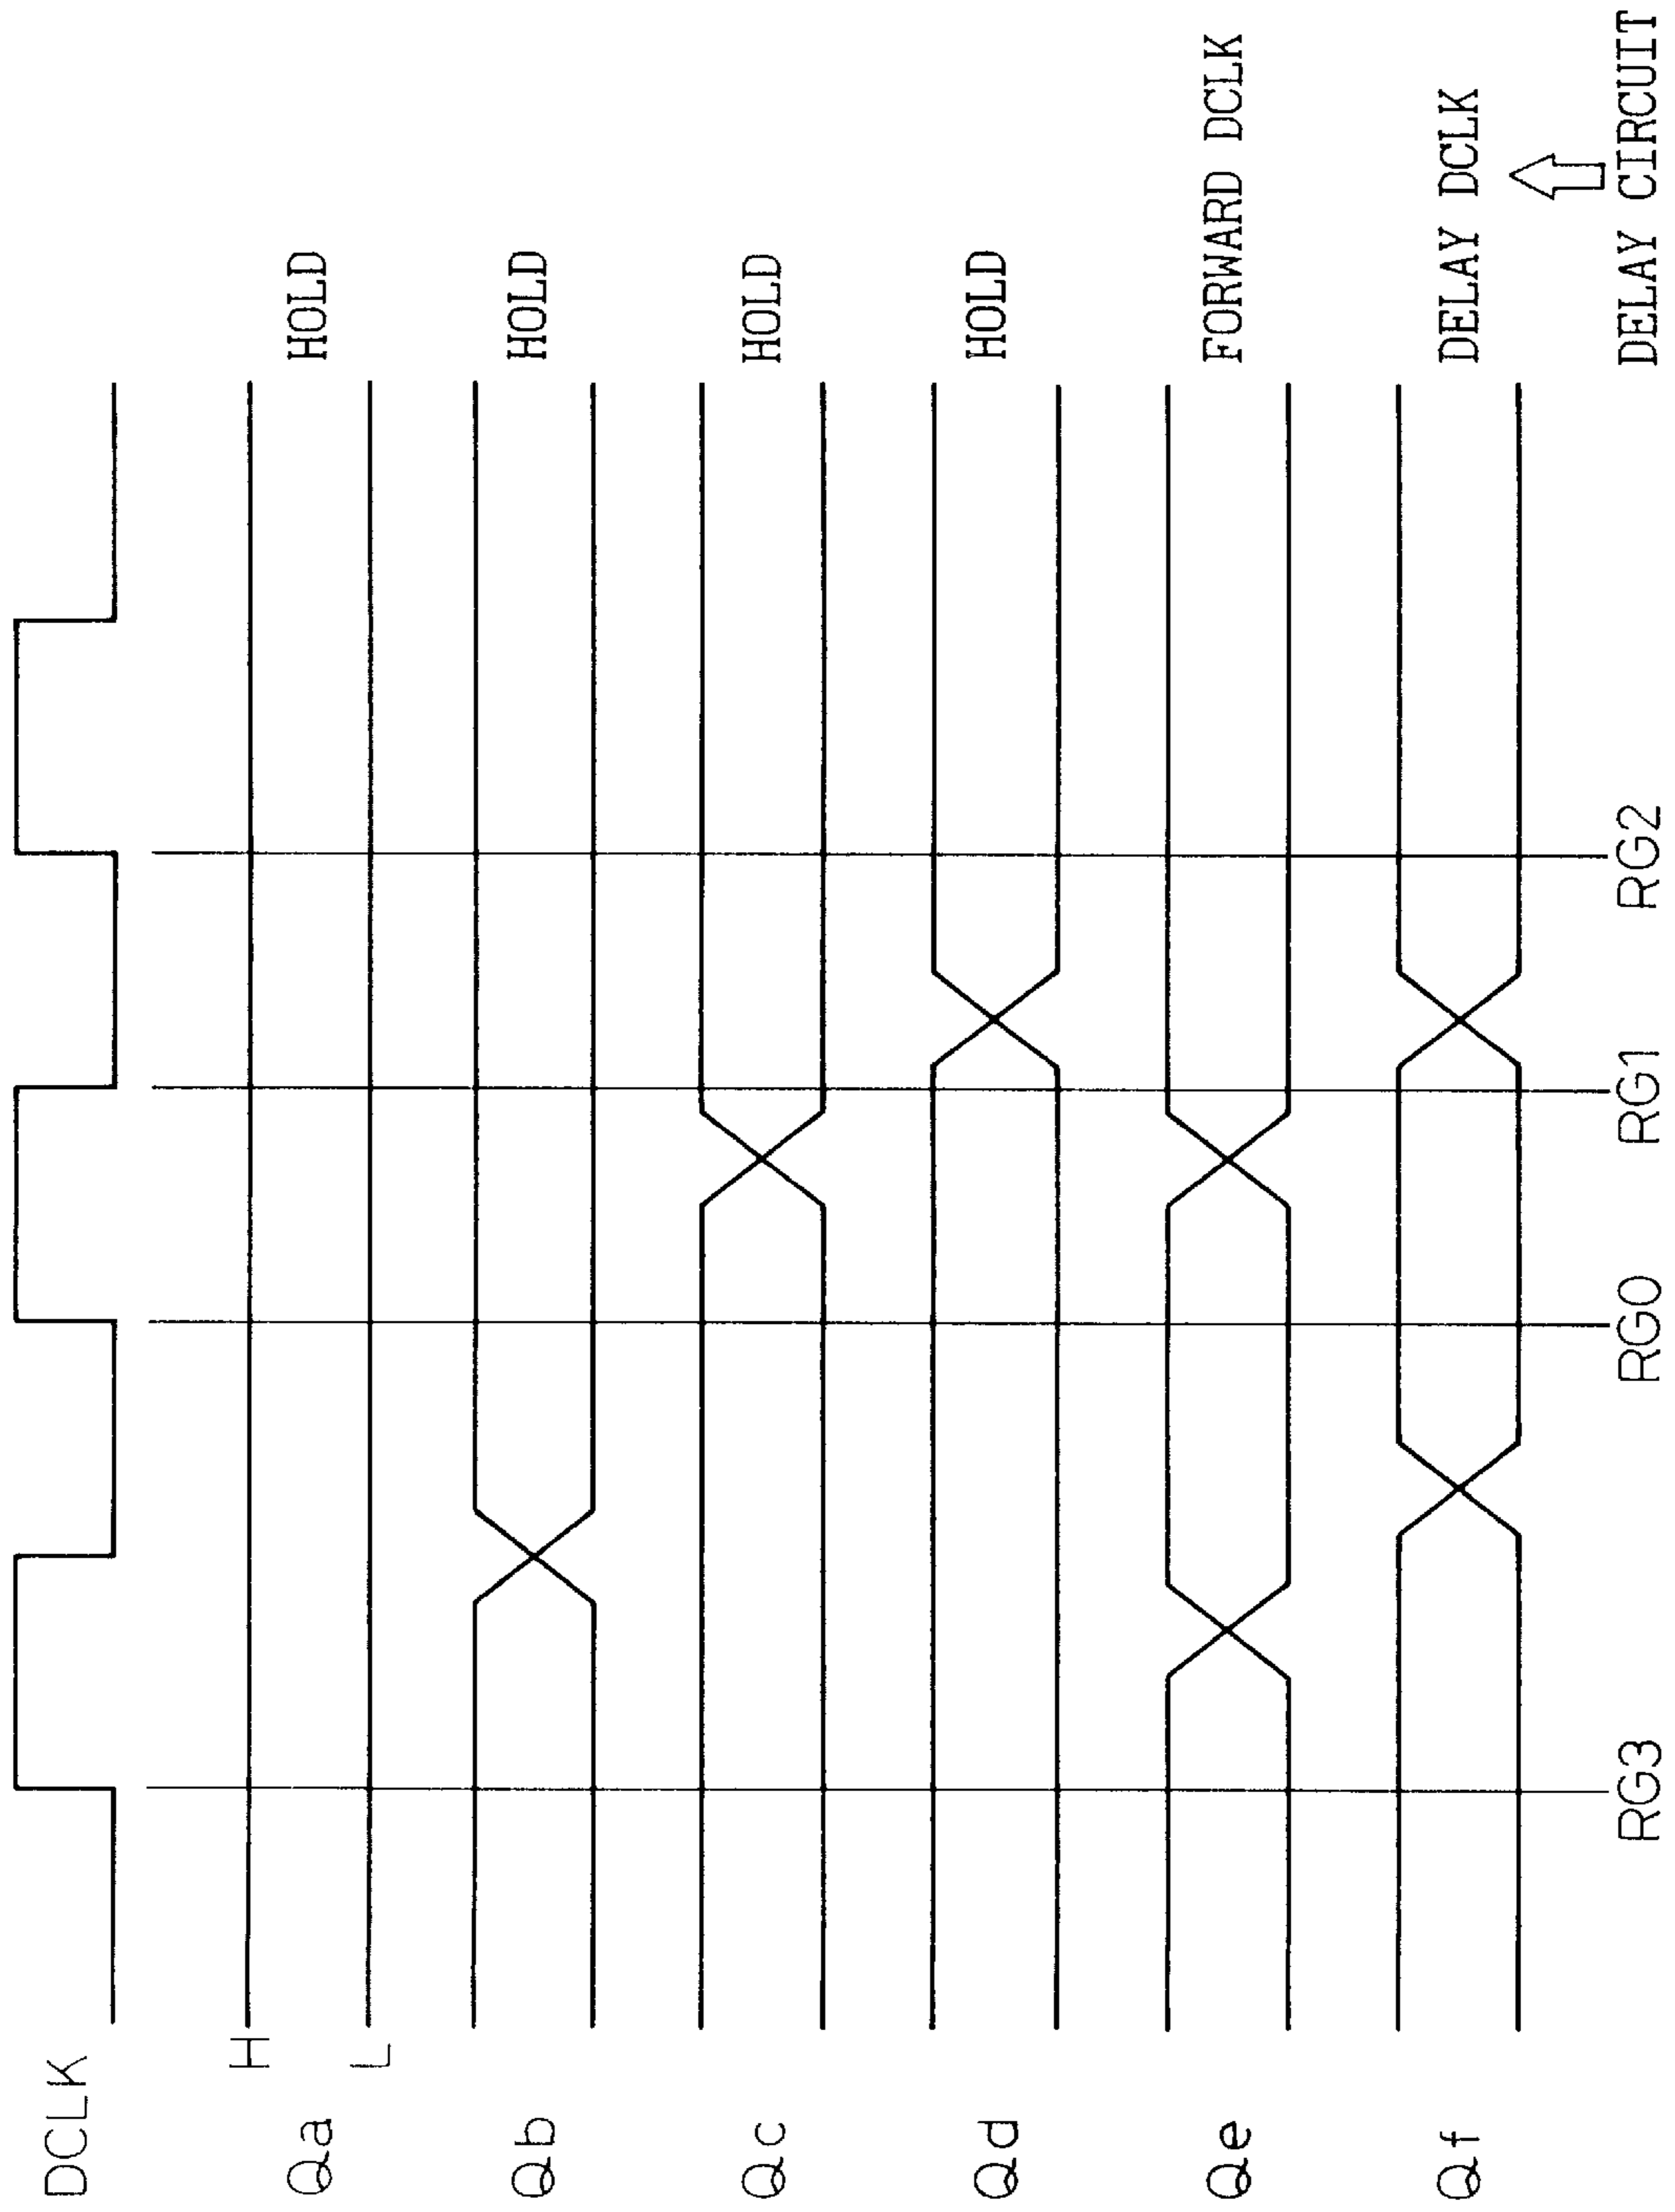 DCLK
H
Qa HOLD
L
Qb HOLD
Qc HOLD
Qd HOLD
Qe FORWARD DCLK
Qf DELAY DCLK
RG3 RG0 RG1 RG2 DELAY CIRCUIT